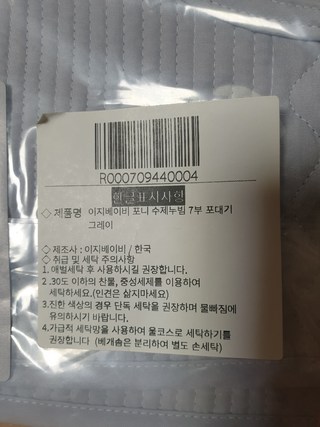 R000709440004
한글표시사항
◇ 제품명 이지베이비 포니 수제누빔 7부 포대기
그레이
◇ 제조사 : 이지베이비 / 한국
◇ 취급 및 세탁 주의사항
1. 애벌세탁 후 사용하시길 권장합니다.
2 .30도 이하의 찬물, 중성세제를 이용하여
세탁하세요.(인견은 삶지마세요)
3.진한 색상의 경우 단독 세탁을 권장하며 물빠짐에
유의하시기 바랍니다.
4.가급적 세탁망을 사용하여 울코스로 세탁하기를
권장합니다 (베개솜은 분리하여 별도 손세탁)